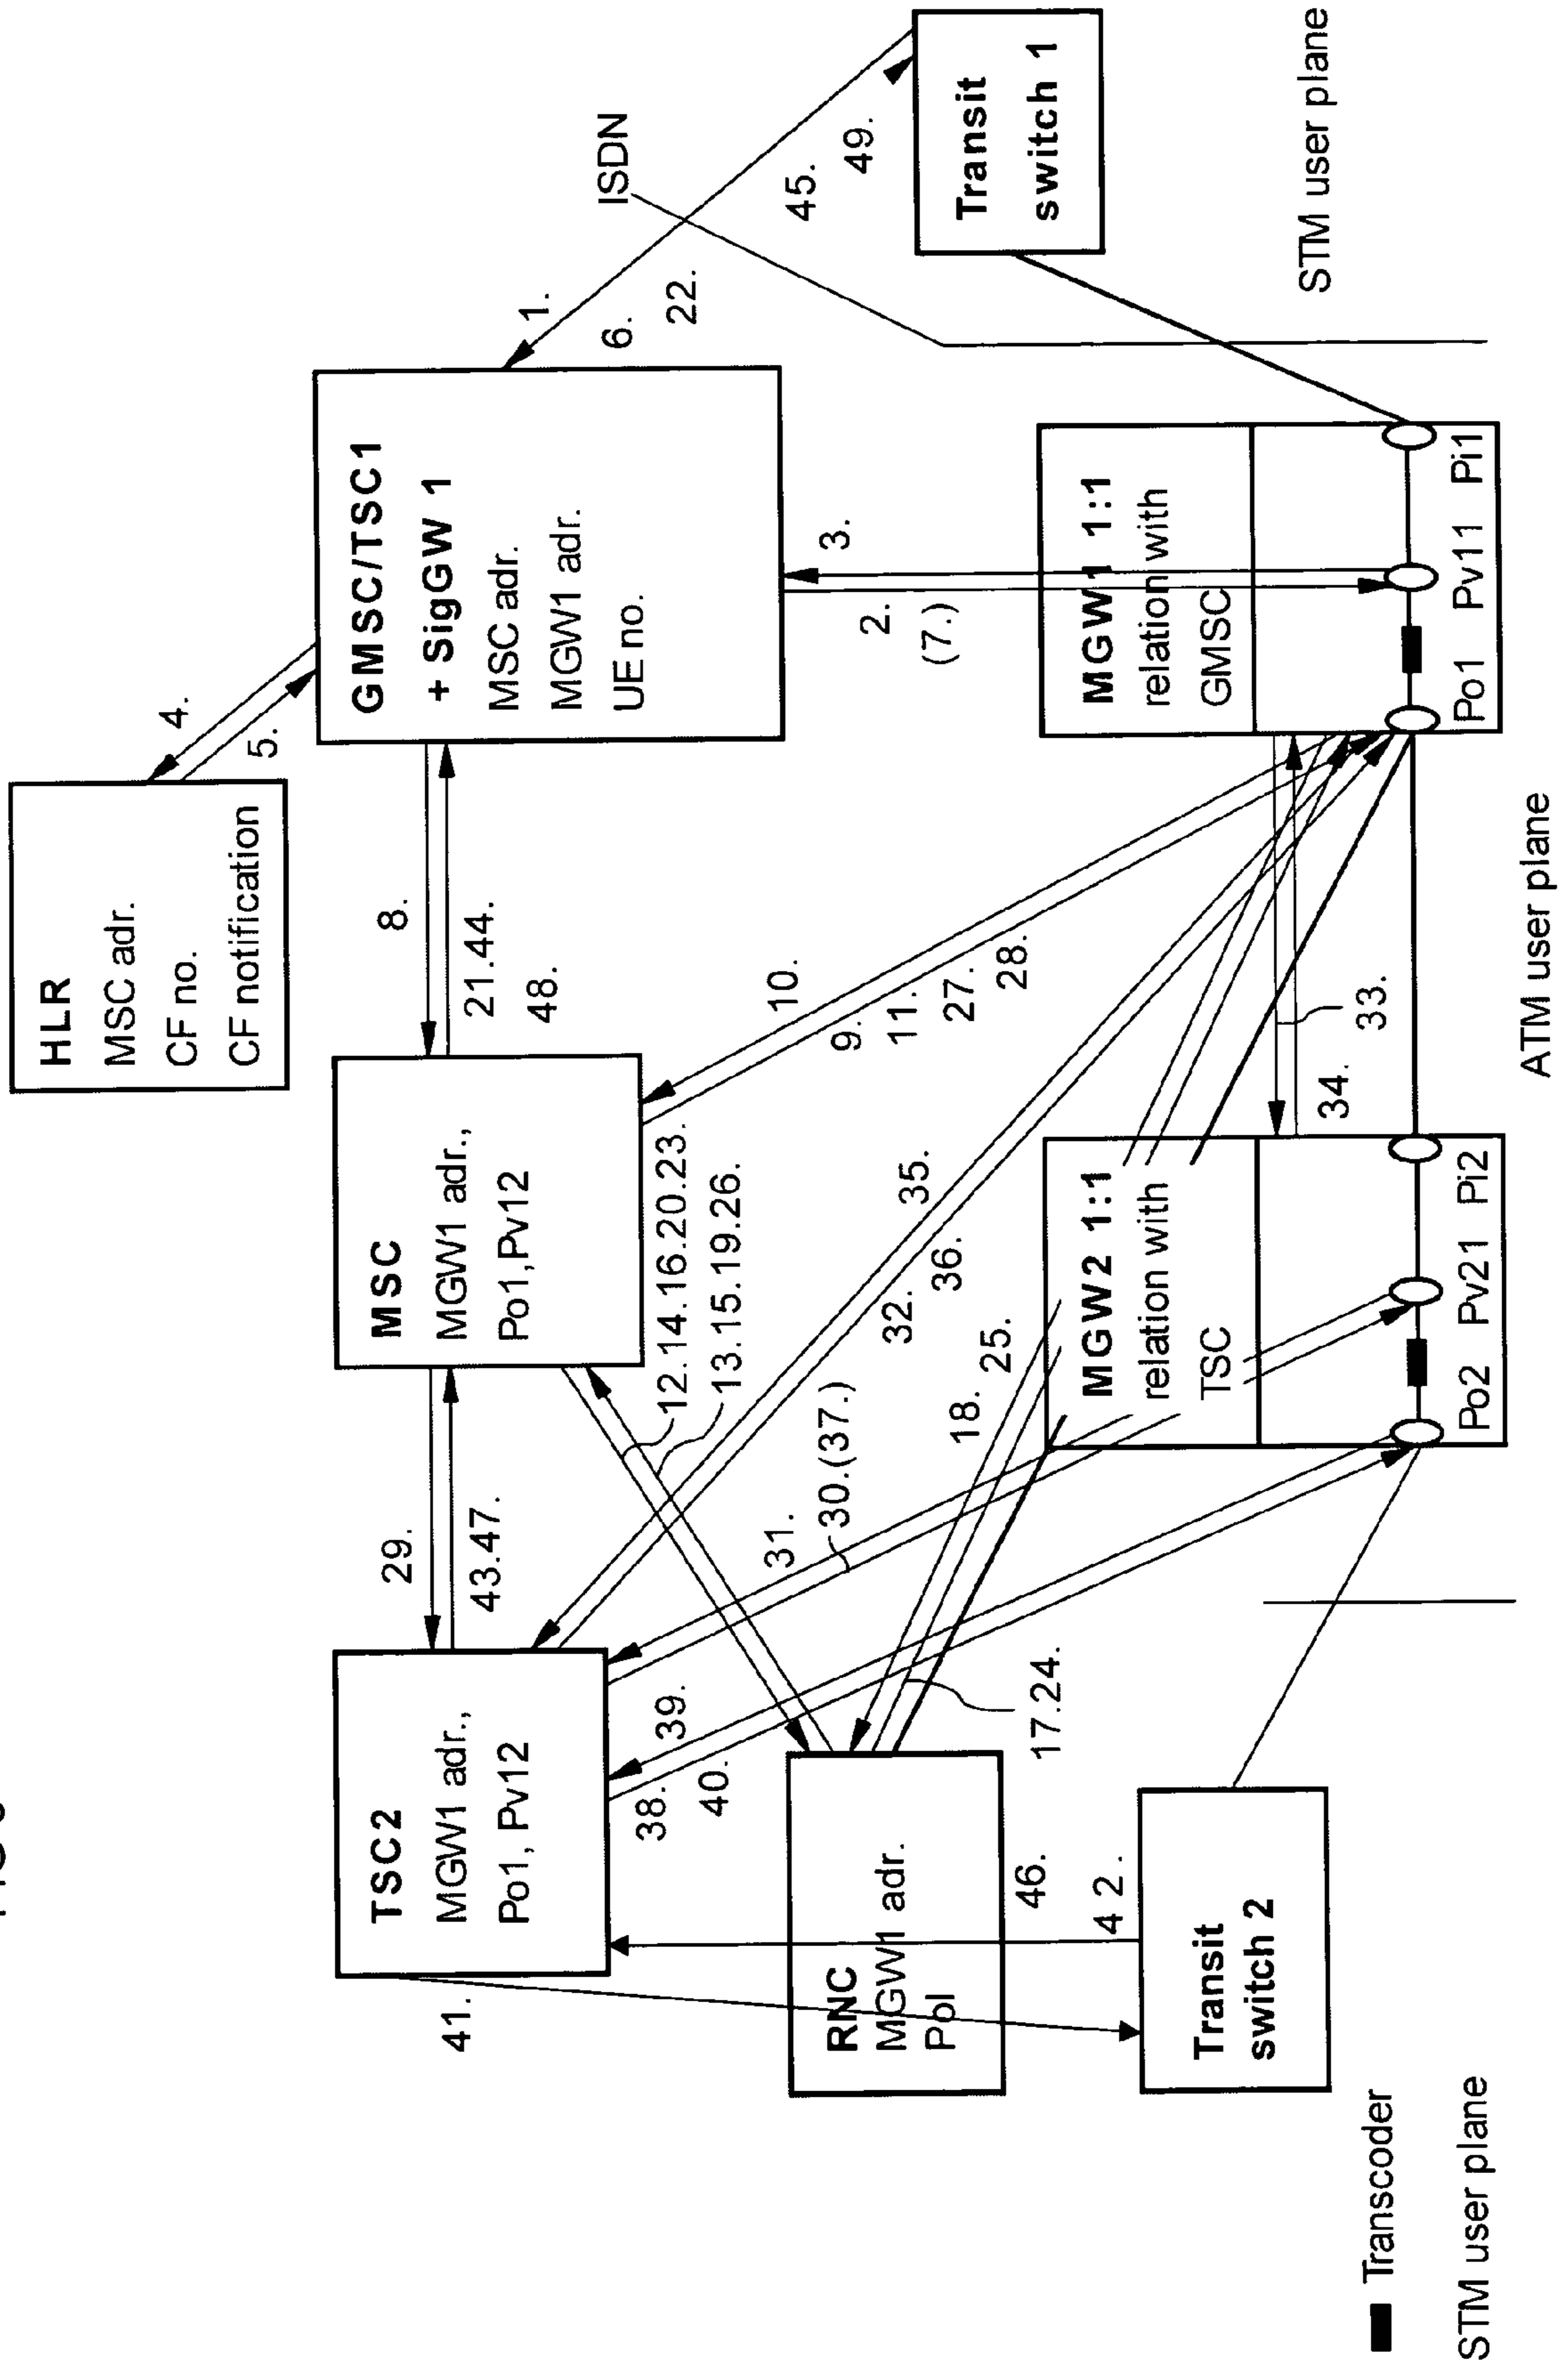 HLR
MSC adr.
CF no.
CF notification
4.
5.
TSC2
MGW1 adr.,
Po1, Pv12
29.
43.47.
MSC
MGW1 adr.,
Po1,Pv12
8.
21.44.
48.
GMSC/TSC1
+ SigGW 1
MSC adr.
MGW1 adr.
UE no.
1.
6.
22.
ISDN
45.
49.
Transit
switch 1
STM user plane
41.
38.
39.
40.
31.
30.(37.)
12.14.16.20.23.
13.15.19.26.
10.
9.
11.
27.
28.
35.
32.
36.
18.
25.
2.
(7.)
3.
RNC
MGW1 adr.
PoI
46.
42.
17.24.
Transit
switch 2
MGW2 1:1
relation with
TSC
Po2 Pv21 Pi2
34.
33.
MGW1 1:1
relation with
GMSC
Po1 Pv11 Pi1
Transcoder
STM user plane
ATM user plane